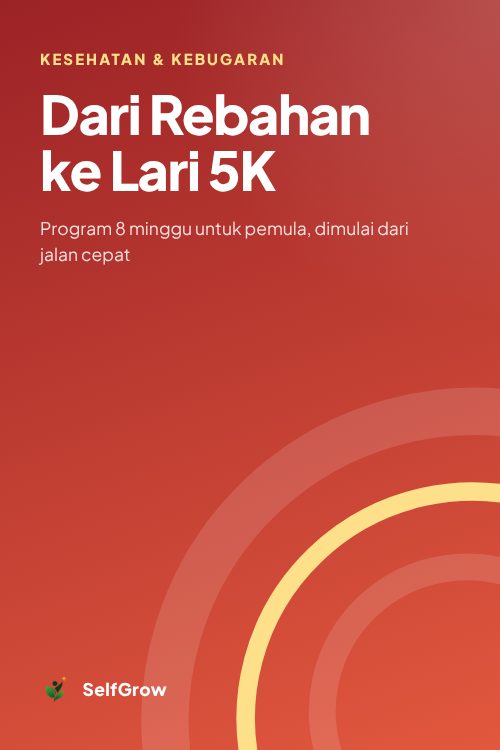 KESEHATAN & KEBUGARAN
Dari Rebahan
ke Lari 5K
Program 8 minggu untuk pemula, dimulai dari
jalan cepat
SelfGrow